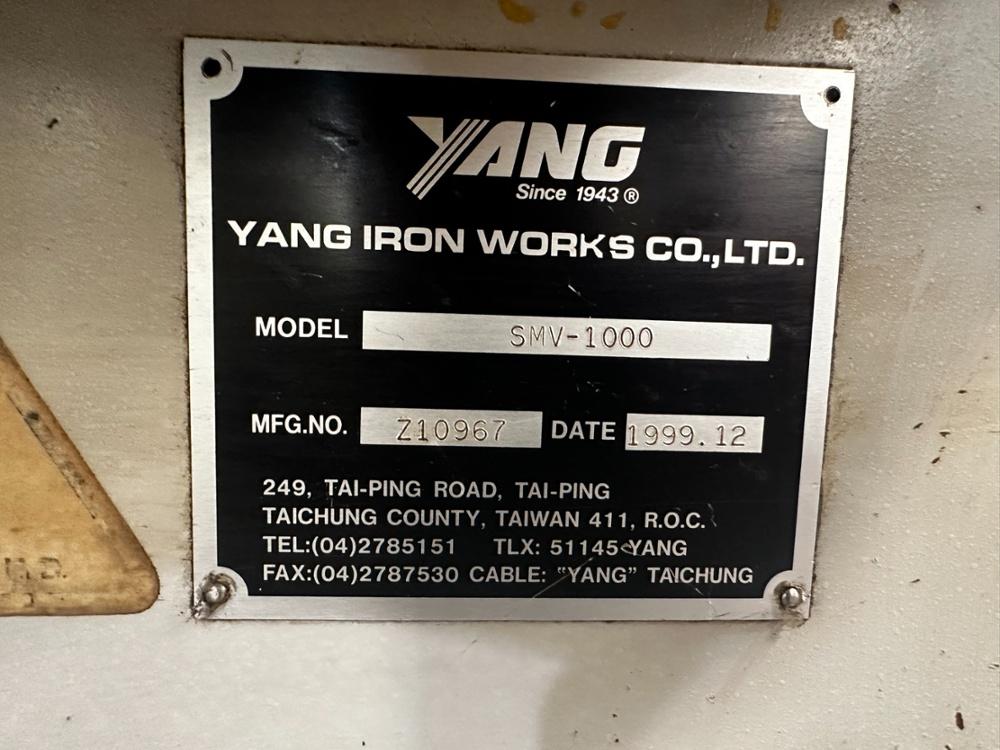 YANG
Since 1943 ®
YANG IRON WORKS CO.,LTD.
MODEL SMV-1000
MFG.NO. Z10967 DATE 1999.12
249, TAI-PING ROAD, TAI-PING
TAICHUNG COUNTY, TAIWAN 411, R.O.C.
TEL:(04)2785151 TLX: 51145 YANG
FAX:(04)2787530 CABLE: "YANG" TAICHUNG